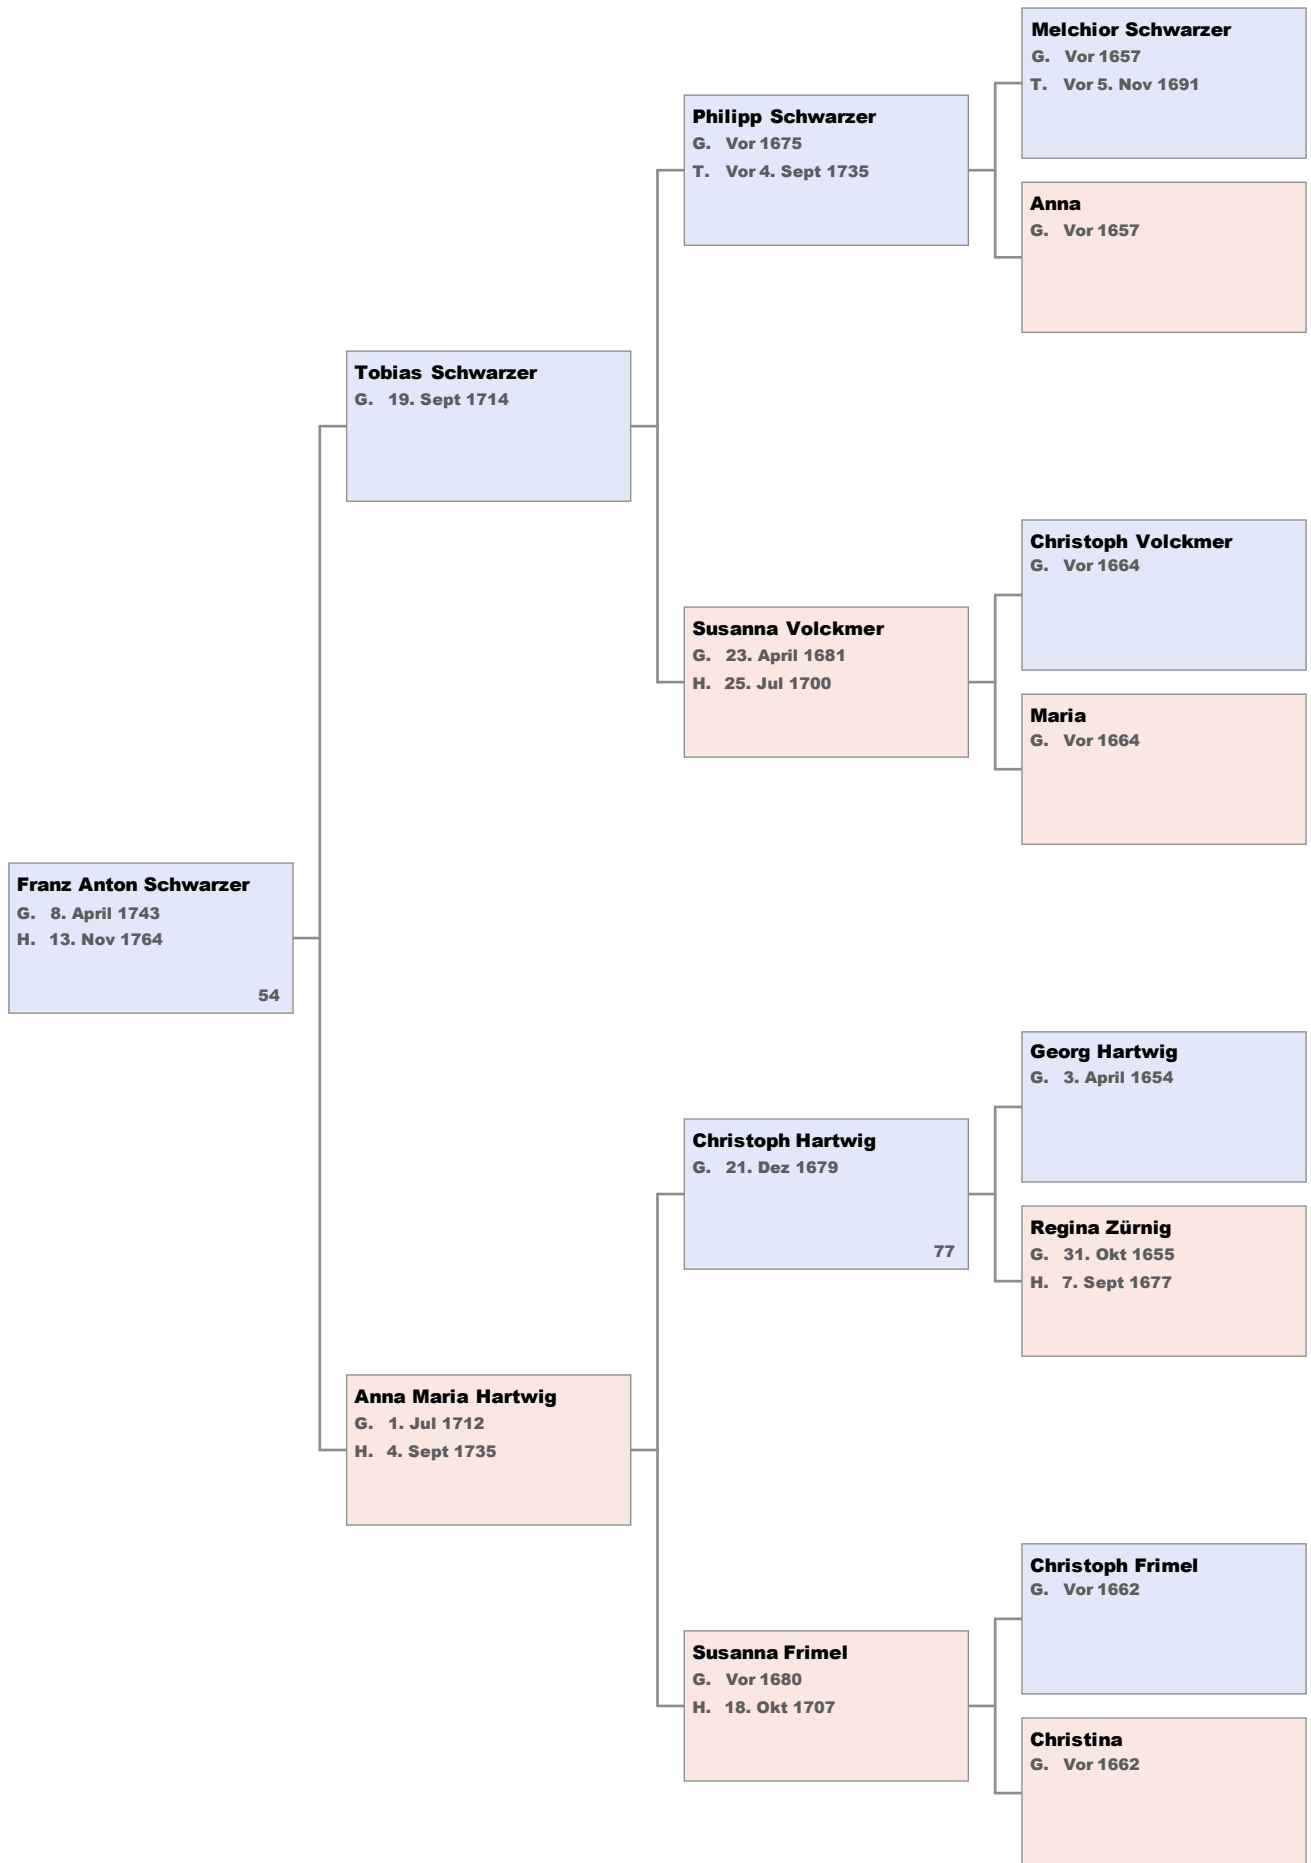 Melchior Schwarzer
G. Vor 1657
T. Vor 5. Nov 1691
Philipp Schwarzer
G. Vor 1675
T. Vor 4. Sept 1735
Anna
G. Vor 1657
Tobias Schwarzer
G. 19. Sept 1714
Christoph Volckmer
G. Vor 1664
Susanna Volckmer
G. 23. April 1681
H. 25. Jul 1700
Maria
G. Vor 1664
Franz Anton Schwarzer
G. 8. April 1743
H. 13. Nov 1764
54
Georg Hartwig
G. 3. April 1654
Christoph Hartwig
G. 21. Dez 1679
77
Regina Zürnig
G. 31. Okt 1655
H. 7. Sept 1677
Anna Maria Hartwig
G. 1. Jul 1712
H. 4. Sept 1735
Christoph Frimel
G. Vor 1662
Susanna Frimel
G. Vor 1680
H. 18. Okt 1707
Christina
G. Vor 1662